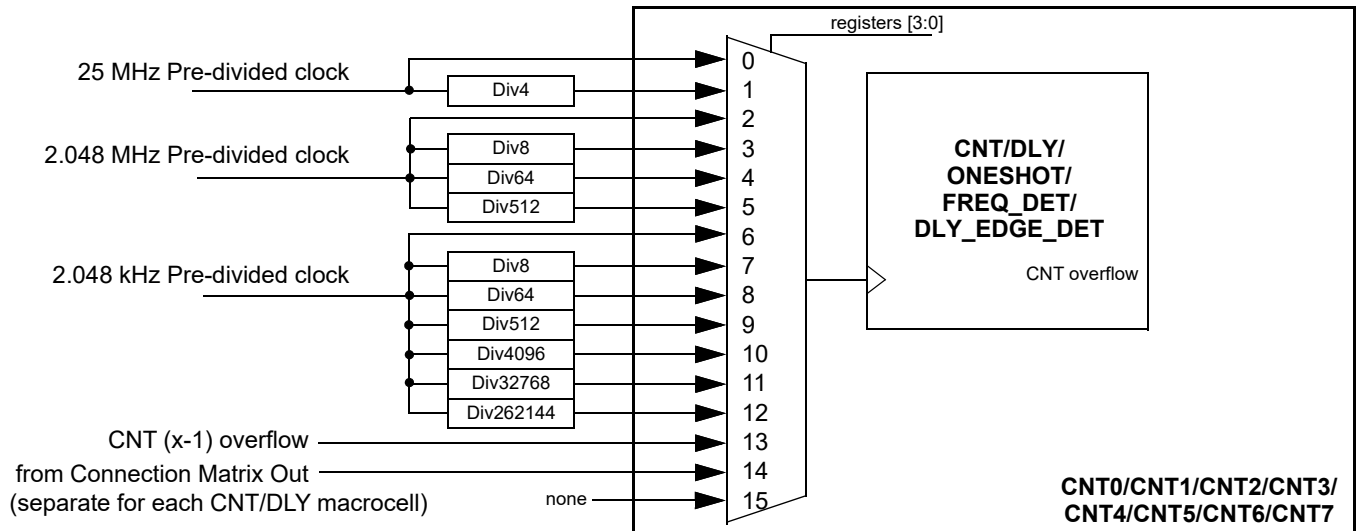 registers [3:0]
25 MHz Pre-divided clock
0
Div4
1
2
2.048 MHz Pre-divided clock
Div8
3
Div64
4
Div512
5
CNT/DLY/
ONESHOT/
FREQ_DET/
DLY_EDGE_DET
CNT overflow
6
2.048 kHz Pre-divided clock
Div8
7
Div64
8
Div512
9
Div4096
10
Div32768
11
Div262144
12
CNT (x-1) overflow
13
from Connection Matrix Out
14
(separate for each CNT/DLY macrocell)
none
15
CNT0/CNT1/CNT2/CNT3/
CNT4/CNT5/CNT6/CNT7